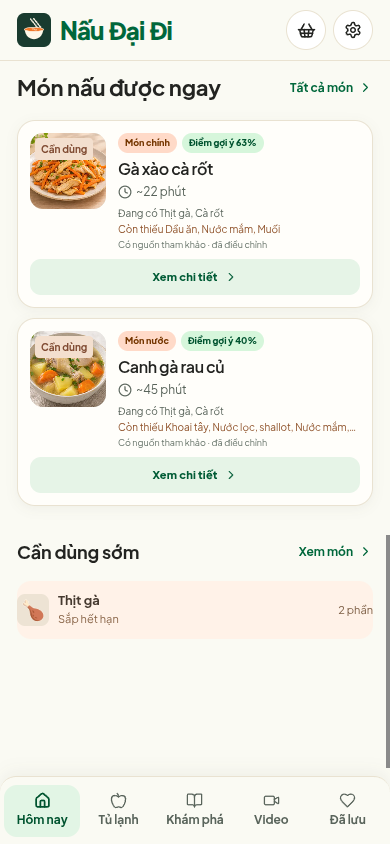 Nấu Đại Đi
Món nấu được ngay
Tất cả món
Cần dùng
Món chính
Điểm gợi ý 63%
Gà xào cà rốt
~22 phút
Đang có Thịt gà, Cà rốt
Còn thiếu Dầu ăn, Nước mắm, Muối
Có nguồn tham khảo · đã điều chỉnh
Xem chi tiết
Cần dùng
Món nước
Điểm gợi ý 40%
Canh gà rau củ
~45 phút
Đang có Thịt gà, Cà rốt
Còn thiếu Khoai tây, Nước lọc, shallot, Nước mắm,...
Có nguồn tham khảo · đã điều chỉnh
Xem chi tiết
Cần dùng sớm
Xem món
Thịt gà
Sắp hết hạn
2 phần
Hôm nay
Tủ lạnh
Khám phá
Video
Đã lưu